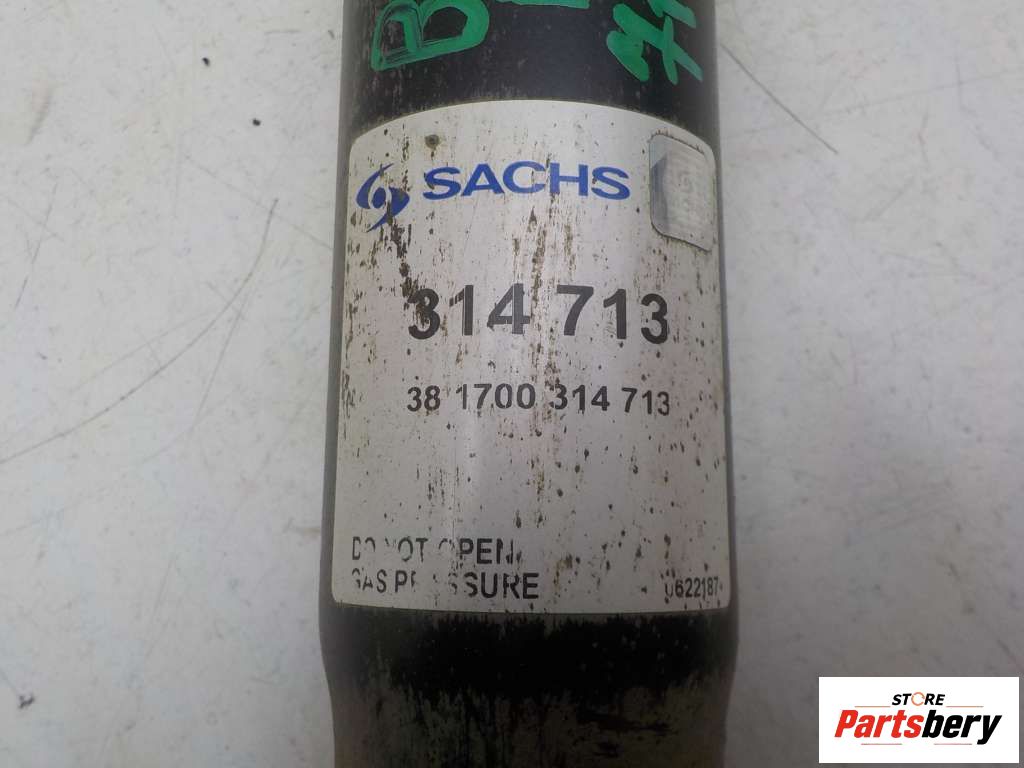 SACHS
314 713
38 1700 314 713
DO NOT OPEN
GAS PRESSURE
0622187
STORE
Partsbery